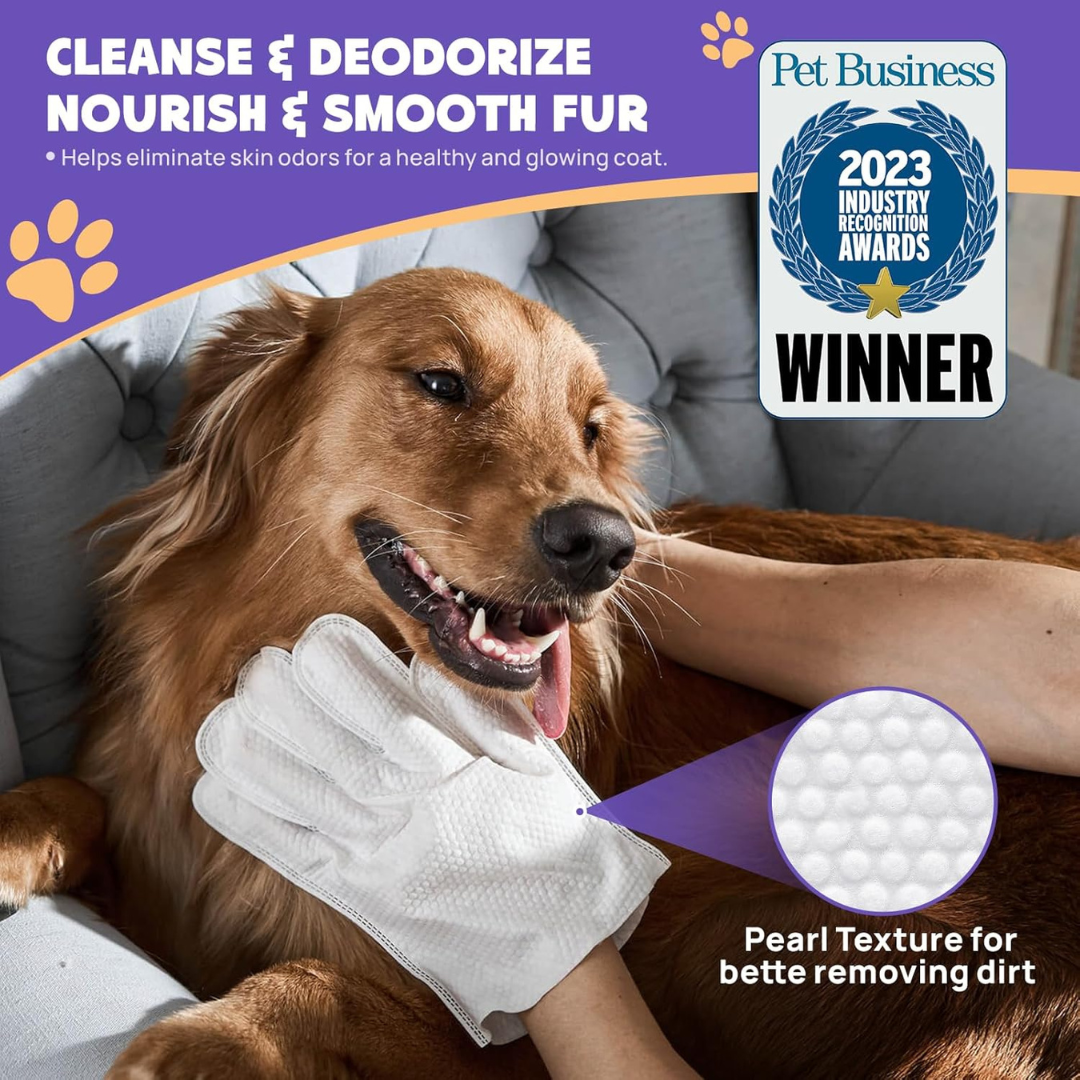 CLEANSE & DEODORIZE
NOURISH & SMOOTH FUR
• Helps eliminate skin odors for a healthy and glowing coat.
Pet Business
2023
INDUSTRY
RECOGNITION
AWARDS
WINNER
Pearl Texture for
bette removing dirt